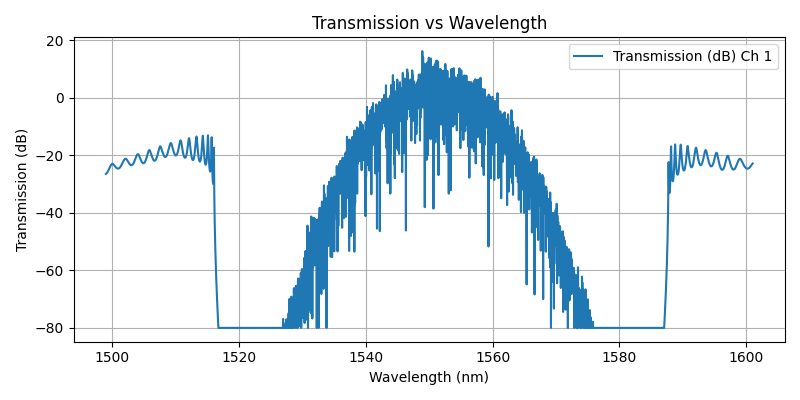 Transmission vs Wavelength
Transmission (dB) Ch 1
Transmission (dB)
20
0
−20
−40
−60
−80
1500 1520 1540 1560 1580 1600
Wavelength (nm)